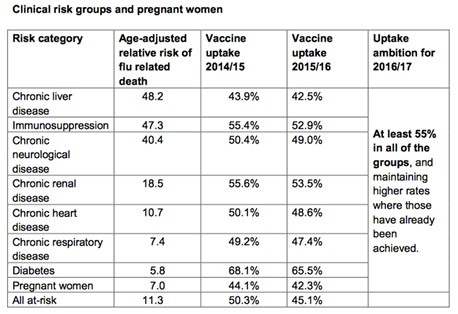 Clinical risk groups and pregnant women
Risk category Age-adjusted Vaccine Vaccine Uptake
relative risk of uptake uptake ambition for
flu related 2014/15 2015/16 2016/17
death
Chronic liver 48.2 43.9% 42.5%
disease
Immunosuppression 47.3 55.4% 52.9%
Chronic 40.4 50.4% 49.0%
neurological
disease
Chronic renal 18.5 55.6% 53.5%
disease
Chronic heart 10.7 50.1% 48.6%
disease
Chronic respiratory 7.4 49.2% 47.4%
disease
Diabetes 5.8 68.1% 65.5%
Pregnant women 7.0 44.1% 42.3%
At least 55%
in all of the
groups, and
maintaining
higher rates
where those
have already
been
achieved.
All at-risk 11.3 50.3% 45.1%